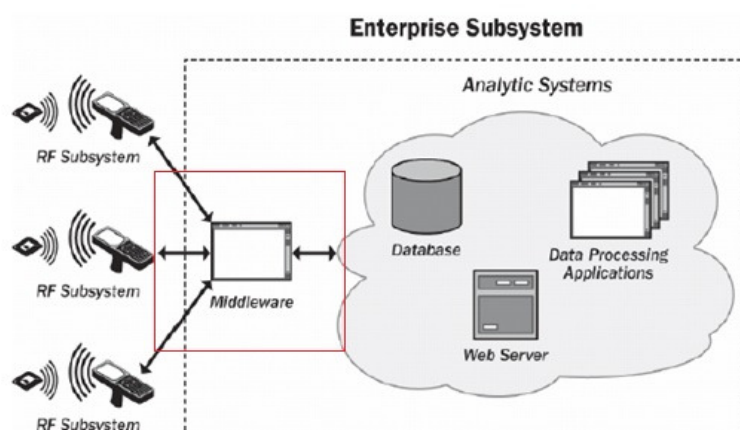 Enterprise Subsystem
Analytic Systems
RF Subsystem
Database
Data Processing
Applications
RF Subsystem
Middleware
Web Server
RF Subsystem